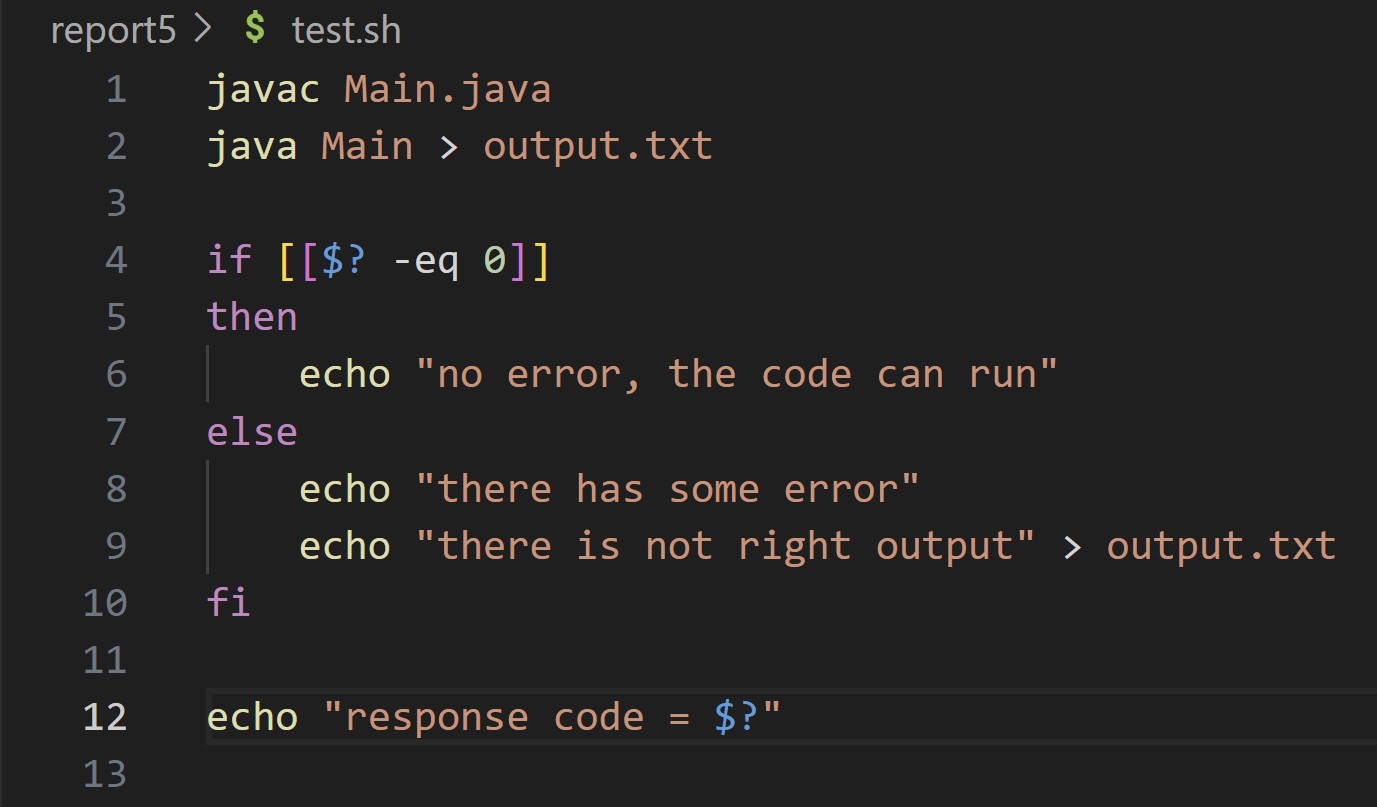 report5 > $ test.sh
1 javac Main.java
2 java Main > output.txt
3
4 if [[$? -eq 0]]
5 then
6     echo "no error, the code can run"
7 else
8     echo "there has some error"
9     echo "there is not right output" > output.txt
10 fi
11
12 echo "response code = $?"
13